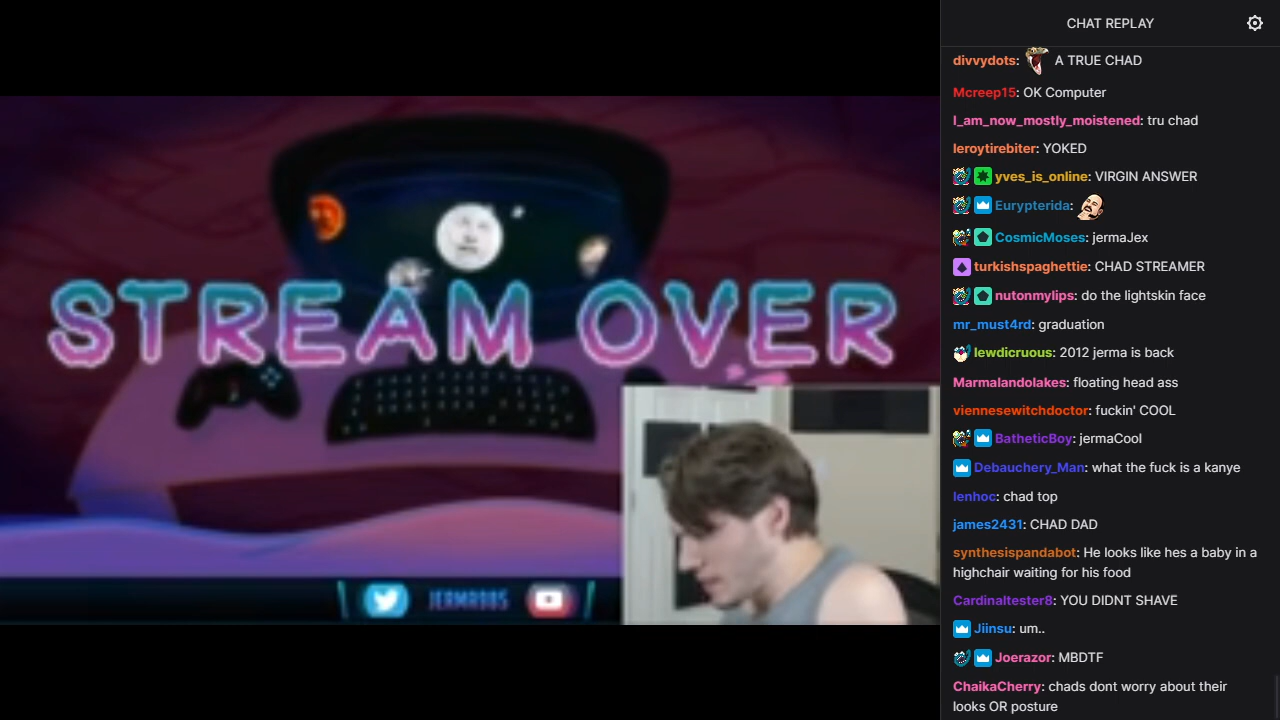 STREAM OVER
JERMA985
CHAT REPLAY
divvydots: A TRUE CHAD
Mcreep15: OK Computer
I_am_now_mostly_moistened: tru chad
leroytirebiter: YOKED
yves_is_online: VIRGIN ANSWER
Eurypterida:
CosmicMoses: jermaJex
turkishspaghettie: CHAD STREAMER
nutonmylips: do the lightskin face
mr_must4rd: graduation
lewdicruous: 2012 jerma is back
Marmalandolakes: floating head ass
viennesewitchdoctor: fuckin' COOL
BatheticBoy: jermaCool
Debauchery_Man: what the fuck is a kanye
lenhoc: chad top
james2431: CHAD DAD
synthesispandabot: He looks like hes a baby in a
highchair waiting for his food
Cardinaltester8: YOU DIDNT SHAVE
Jiinsu: um..
Joerazor: MBDTF
ChaikaCherry: chads dont worry about their
looks OR posture